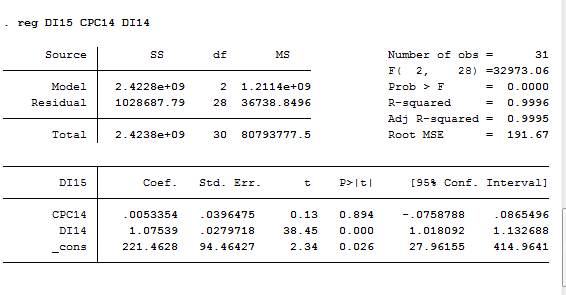 . reg DI15 CPC14 DI14
Source SS df MS Number of obs = 31
F( 2, 28) =32973.06
Model 2.4228e+09 2 1.2114e+09 Prob > F = 0.0000
Residual 1028687.79 28 36738.8496 R-squared = 0.9996
Adj R-squared = 0.9995
Total 2.4238e+09 30 80793777.5 Root MSE = 191.67
DI15 Coef. Std. Err. t P>|t| [95% Conf. Interval]
CPC14 .0053354 .0396475 0.13 0.894 -.0758788 .0865496
DI14 1.07539 .0279718 38.45 0.000 1.018092 1.132688
_cons 221.4628 94.46427 2.34 0.026 27.96155 414.9641